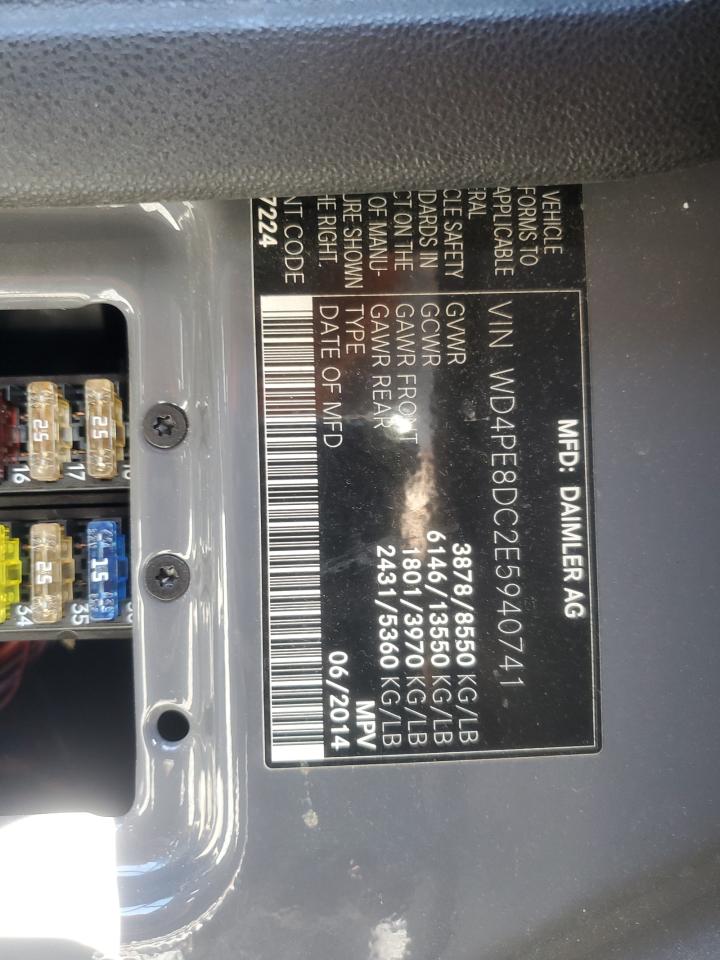 VEHICLE
FORMS TO
APPLICABLE
ERAL
CLE SAFETY
NDARDS IN
CT ON THE
OF MANU-
URE SHOWN
HE RIGHT.
NT CODE
7224
MFD: DAIMLER AG
VIN WD4PE8DC2E5940741
GVWR 3878/8550 KG/LB
GCWR 6146/13550 KG/LB
GAWR FRONT 1801/3970 KG/LB
GAWR REAR 2431/5360 KG/LB
TYPE MPV
DATE OF MFD 06/2014
25
25
16
17
18
25
15
34
35
36